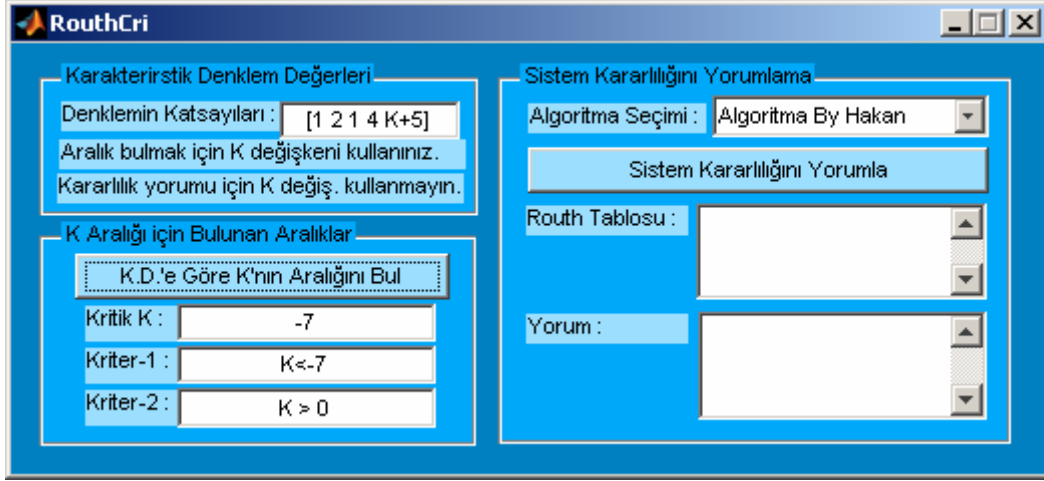 RouthCri
Karakterirstik Denklem Değerleri
Denklemin Katsayıları : [1 2 1 4 K+5]
Aralık bulmak için K değişkeni kullanınız.
Kararlılık yorumu için K değiş. kullanmayın.
K Aralığı için Bulunan Aralıklar
K.D.'e Göre K'nın Aralığını Bul
Kritik K : -7
Kriter-1 : K<-7
Kriter-2 : K > 0
Sistem Kararlılığını Yorumlama
Algoritma Seçimi : Algoritma By Hakan
Sistem Kararlılığını Yorumla
Routh Tablosu :
Yorum :